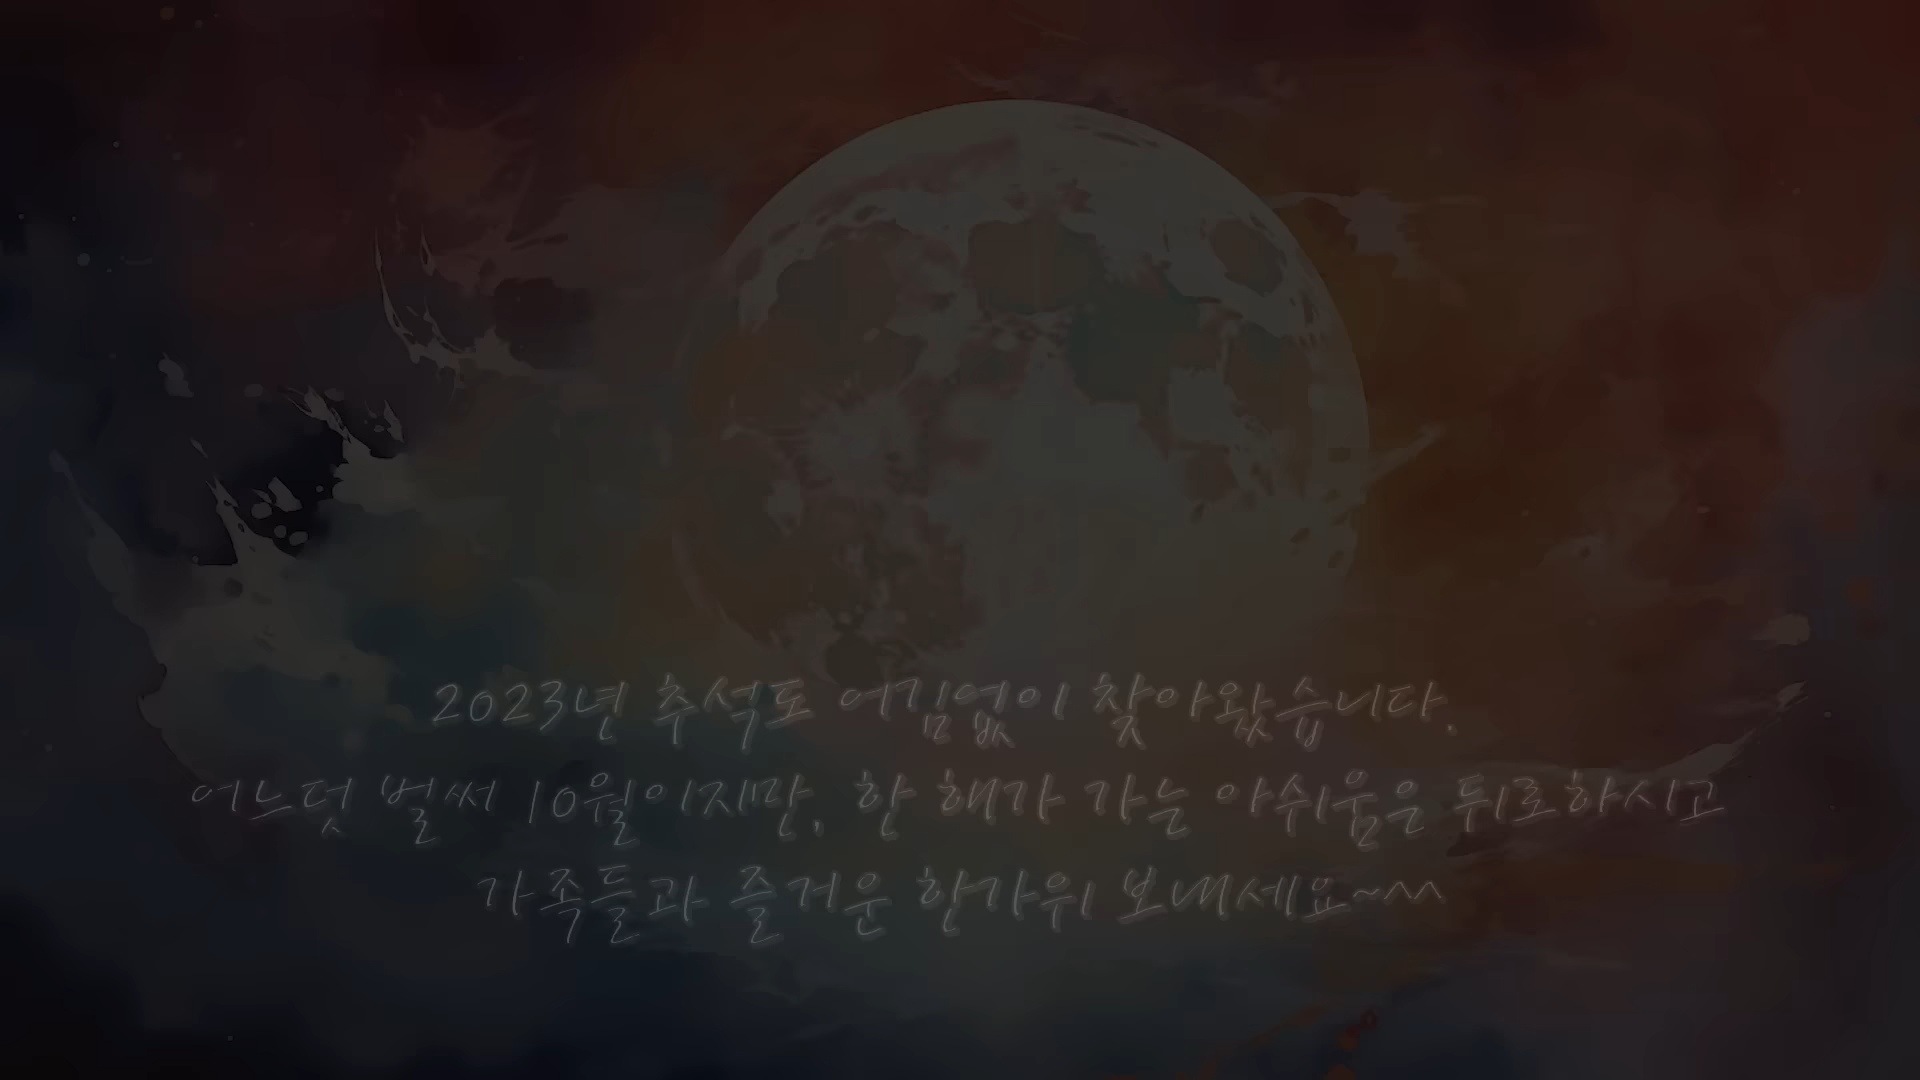 2023년 추석도 어김없이 찾아왔습니다.
어느덧 벌써 10월이지만, 한 해가 가는 아쉬움은 뒤로하시고
가족들과 즐거운 한가위 보내세요~^^